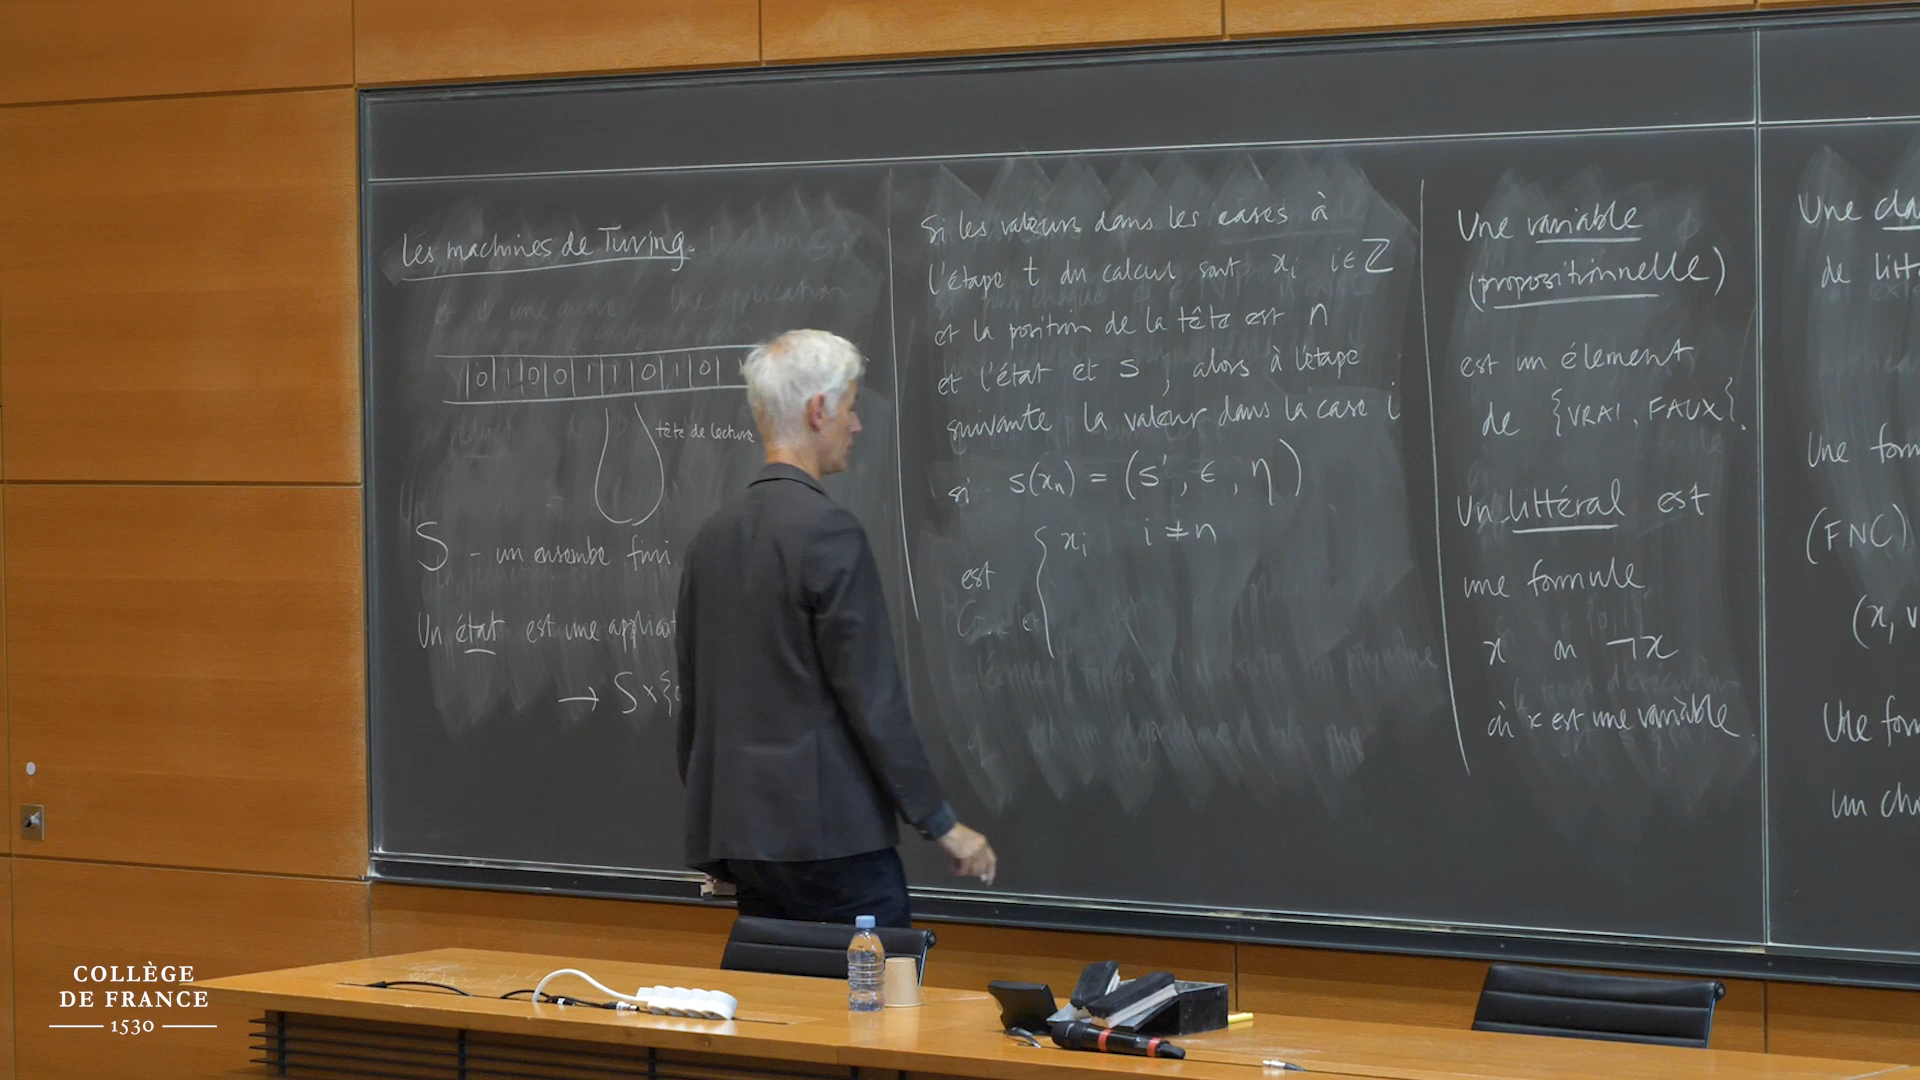 Les machines de Turing.
0 1 0 0 1 1 0 1 0
tête de lecture
S - un ensemble fini
Un état est une applicat
→ S × {0
Si les valeurs dans les cases à
l'étape t du calcul sont xi i ∈ ℤ
et la position de la tête est n
et l'état et s, alors à l'étape
suivante la valeur dans la case i
si s(xn) = (s', ϵ, η)
est { xi i ≠ n
Une variable
(propositionnelle)
est un élément
de {VRAI, FAUX}.
Un littéral est
une formule
x ou ¬x
où x est une variable.
Une cla
de litt
Une form
(FNC)
(x, v
Une for
un ch
COLLÈGE
DE FRANCE
1530